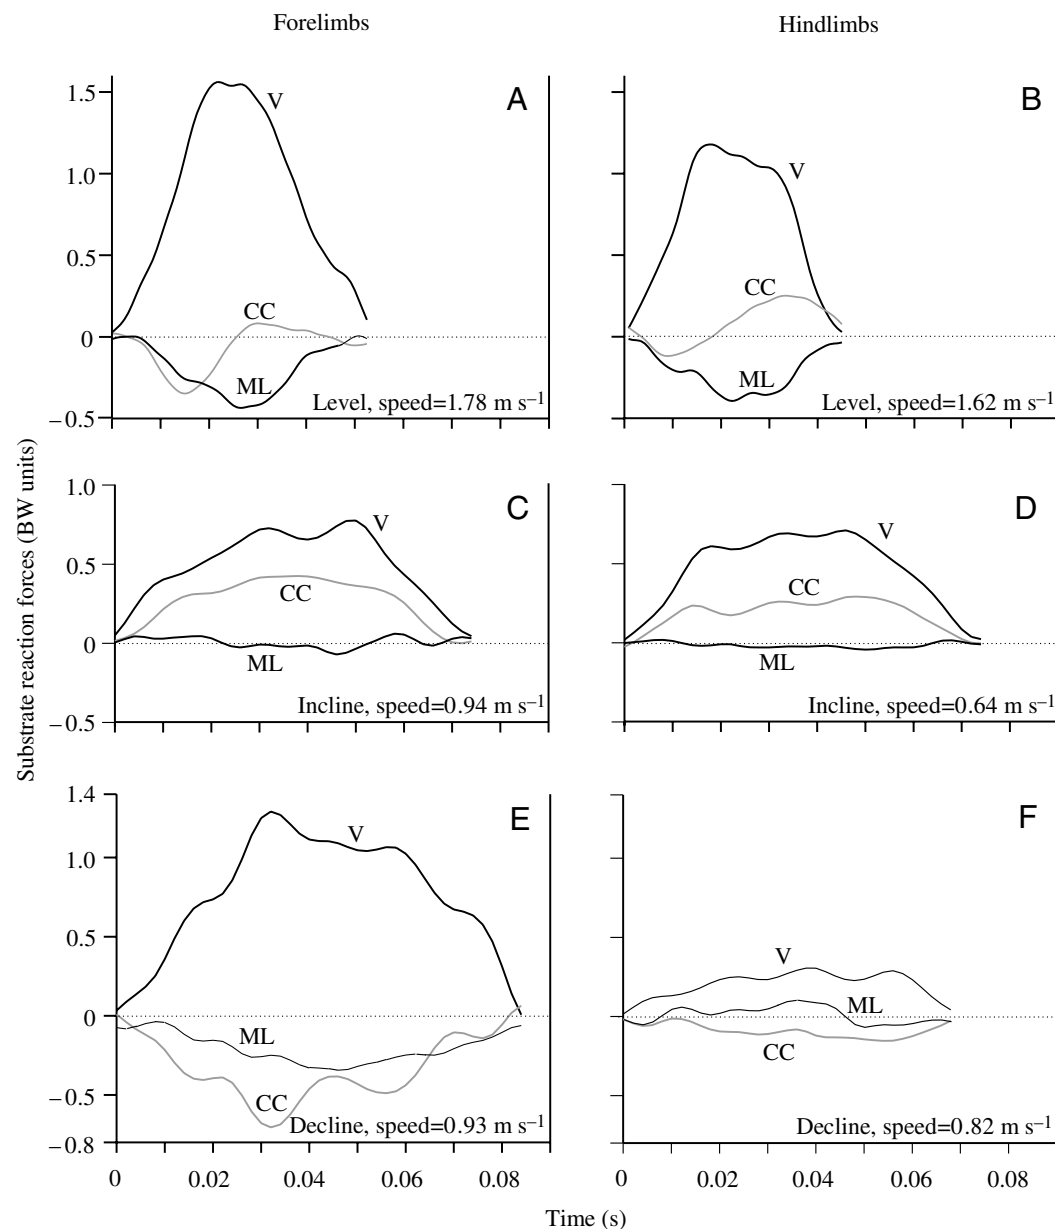 Forelimbs
Hindlimbs
A
B
1.5
1.0
0.5
0
−0.5
V
CC
ML
Level, speed=1.78 m s−1
V
CC
ML
Level, speed=1.62 m s−1
Substrate reaction forces (BW units)
C
D
1.0
0.5
0
−0.5
V
CC
ML
Incline, speed=0.94 m s−1
V
CC
ML
Incline, speed=0.64 m s−1
E
F
1.4
1.0
0.5
0
−0.5
−0.8
V
ML
CC
Decline, speed=0.93 m s−1
V
ML
CC
Decline, speed=0.82 m s−1
0 0.02 0.04 0.06 0.08
0 0.02 0.04 0.06 0.08
Time (s)